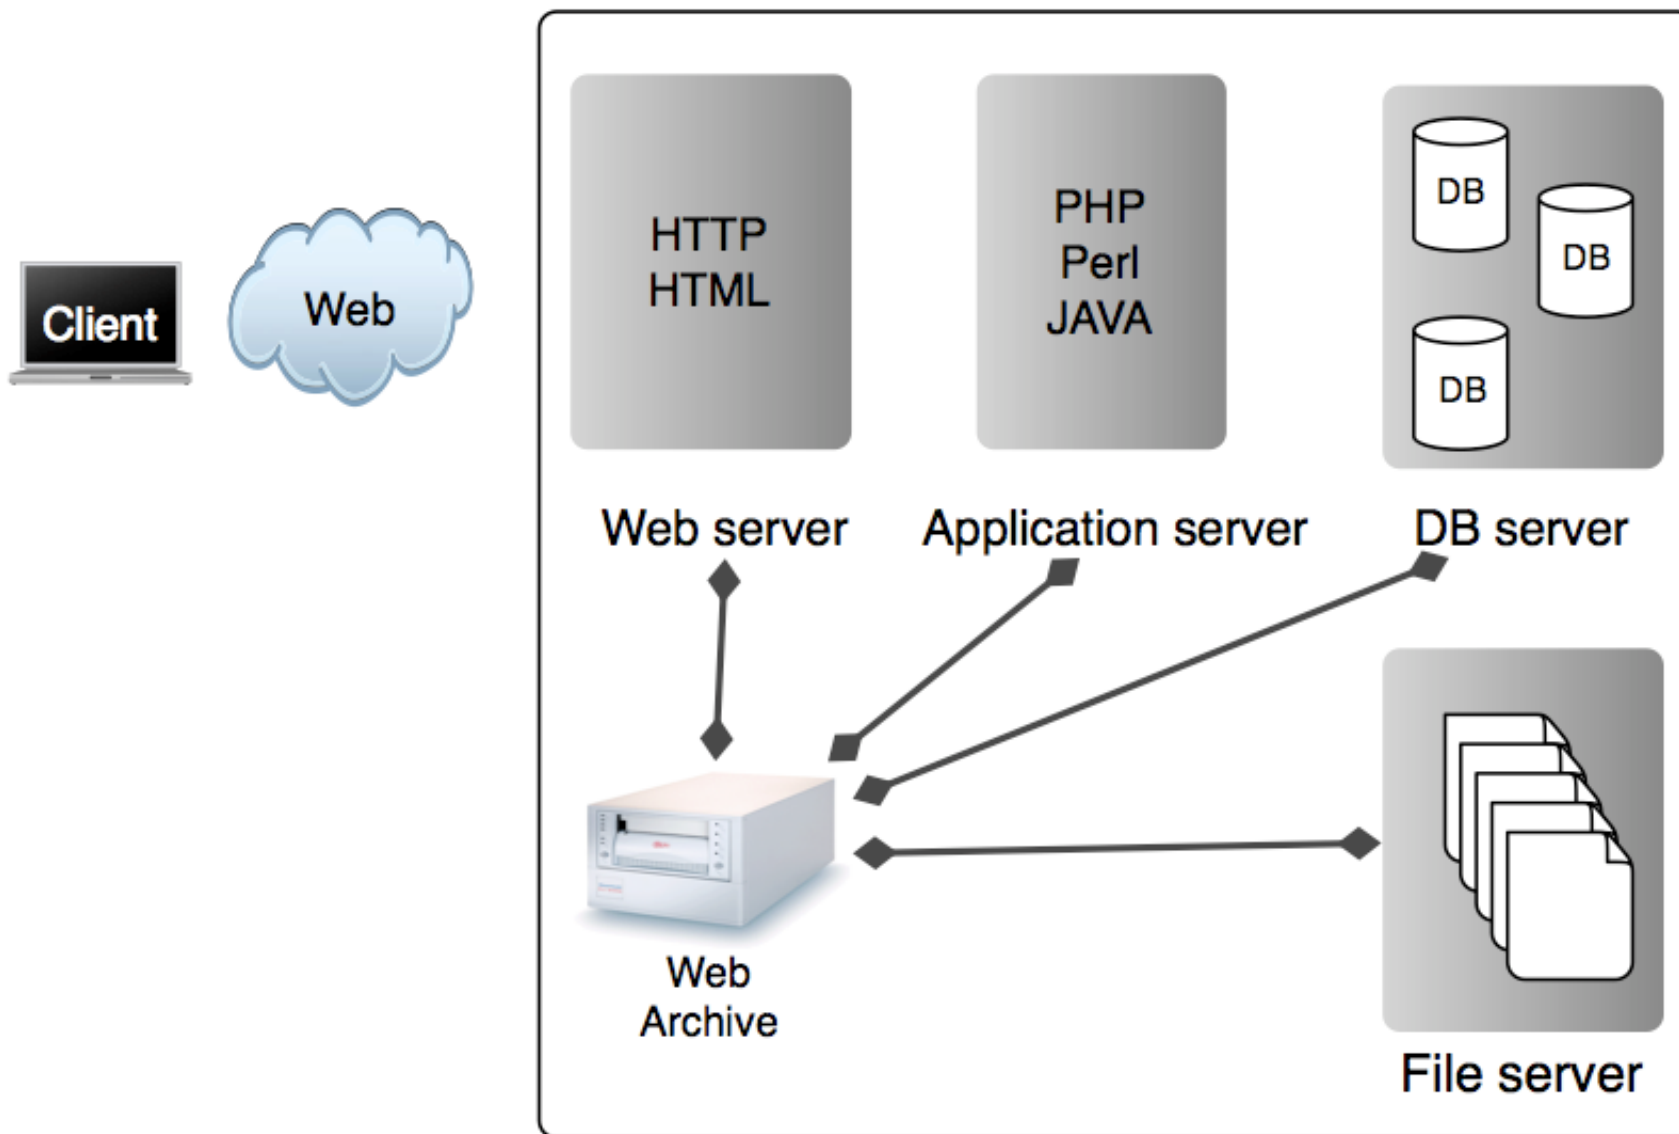 Client
Web
HTTP
HTML
PHP
Perl
JAVA
DB
DB
DB
Web server
Application server
DB server
Web
Archive
File server